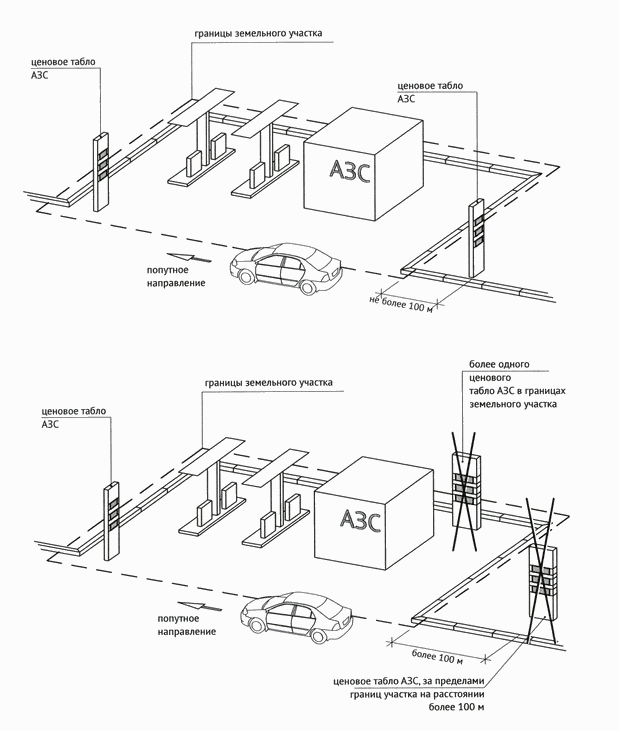 границы земельного участка
ценовое табло
АЗС
ценовое табло
АЗС
АЗС
попутное
направление
не более 100 м
более одного
ценового
табло АЗС в границах
земельного участка
границы земельного участка
ценовое табло
АЗС
АЗС
попутное
направление
более 100 м
ценовое табло АЗС, за пределами
границ участка на расстоянии
более 100 м